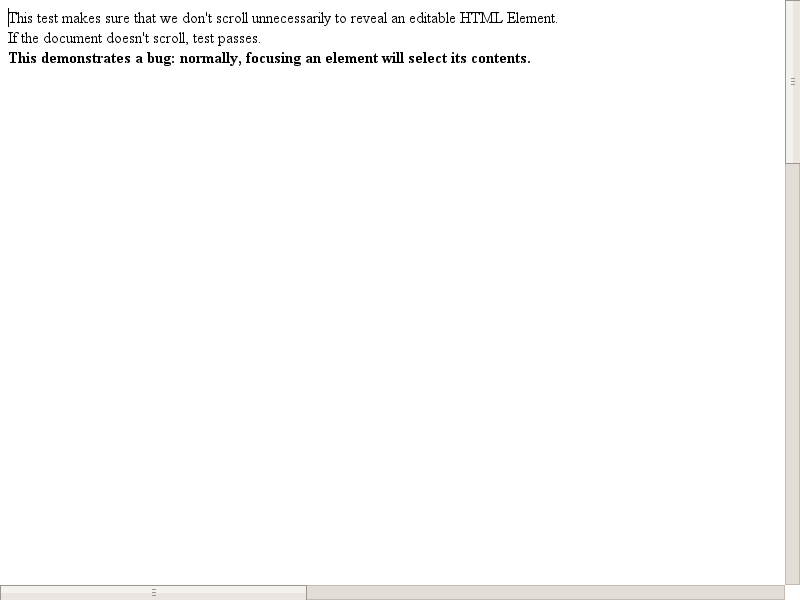 This test makes sure that we don't scroll unnecessarily to reveal an editable HTML Element.
If the document doesn't scroll, test passes.
This demonstrates a bug: normally, focusing an element will select its contents.